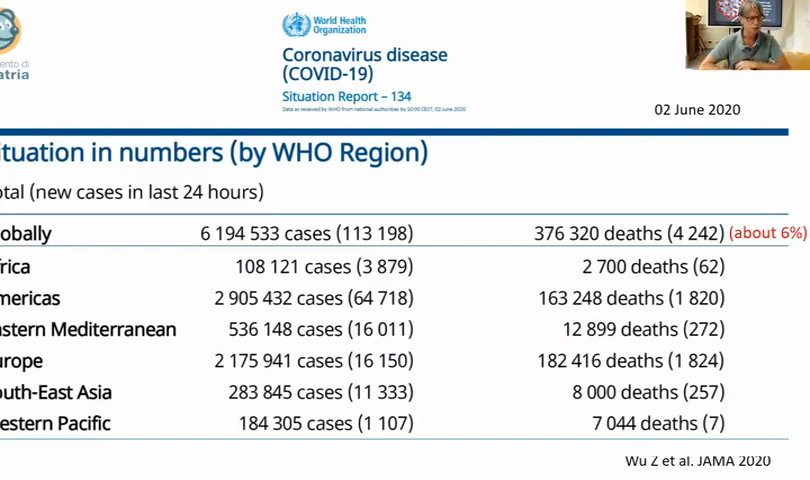 ento di
atria
World Health
Organization
Coronavirus disease
(COVID-19)
Situation Report – 134
Data as received by WHO from national authorities by 10:00 CEST, 02 June 2020
02 June 2020
ituation in numbers (by WHO Region)
otal (new cases in last 24 hours)
obally 6 194 533 cases (113 198) 376 320 deaths (4 242) (about 6%)
rica 108 121 cases (3 879) 2 700 deaths (62)
mericas 2 905 432 cases (64 718) 163 248 deaths (1 820)
astern Mediterranean 536 148 cases (16 011) 12 899 deaths (272)
urope 2 175 941 cases (16 150) 182 416 deaths (1 824)
outh-East Asia 283 845 cases (11 333) 8 000 deaths (257)
estern Pacific 184 305 cases (1 107) 7 044 deaths (7)
Wu Z et al. JAMA 2020